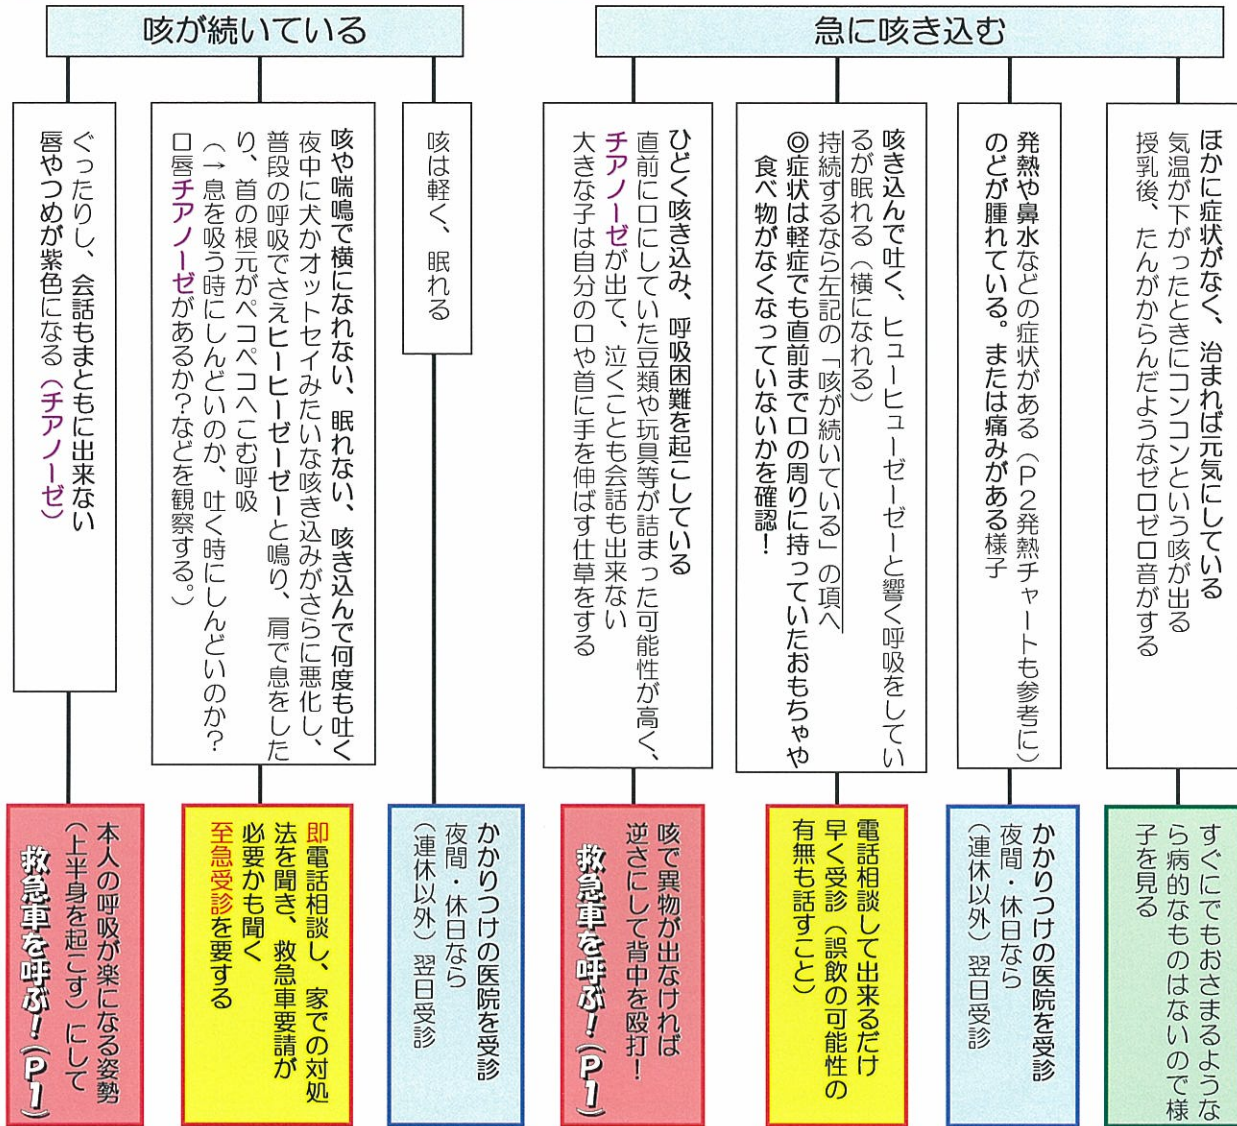 急に咳き込む
ほかに症状がなく、治まれば元気にしている
気温が下がったときにコンコンという咳が出る
授乳後、たんがからんだようなゼロゼロ音がする
すぐにでもおさまるような
ら病的なものはないので様
子を見る
発熱や鼻水などの症状がある（P2発熱チャートも参考に）
のどが腫れている。または痛みがある様子
かかりつけの医院を受診
夜間・休日なら
（連休以外）翌日受診
咳き込んで吐く、ヒューヒューゼーゼーと響く呼吸をしてい
るが眠れる（横になれる）
持続するなら左記の「咳が続いている」の項へ
◎症状は軽症でも直前まで口の周りに持っていたおもちゃや
食べ物がなくなっていないかを確認！
電話相談して出来るだけ
早く受診（誤飲の可能性の
有無も話すこと）
ひどく咳き込み、呼吸困難を起こしている
直前に口にしていた豆類や玩具等が詰まった可能性が高く、
チアノーゼが出て、泣くことも会話も出来ない
大きな子は自分の口や首に手を伸ばす仕草をする
咳で異物が出なければ
逆さにして背中を殴打！
救急車を呼ぶ！（P1）
咳が続いている
咳は軽く、眠れる
かかりつけの医院を受診
夜間・休日なら
（連休以外）翌日受診
咳や喘鳴で横になれない、眠れない、咳き込んで何度も吐く
夜中に犬かオットセイみたいな咳き込みがさらに悪化し、
普段の呼吸でさえヒーヒーゼーゼーと鳴り、肩で息をした
り、首の根元がペコペコへこむ呼吸
（→息を吸う時にしんどいのか、吐く時にしんどいのか？
口唇チアノーゼがあるか？などを観察する。）
即電話相談し、家での対処
法を聞き、救急車要請が
必要かも聞く
至急受診を要する
ぐったりし、会話もまともに出来ない
唇やつめが紫色になる（チアノーゼ）
本人の呼吸が楽になる姿勢
（上半身を起こす）にして
救急車を呼ぶ！（P1）